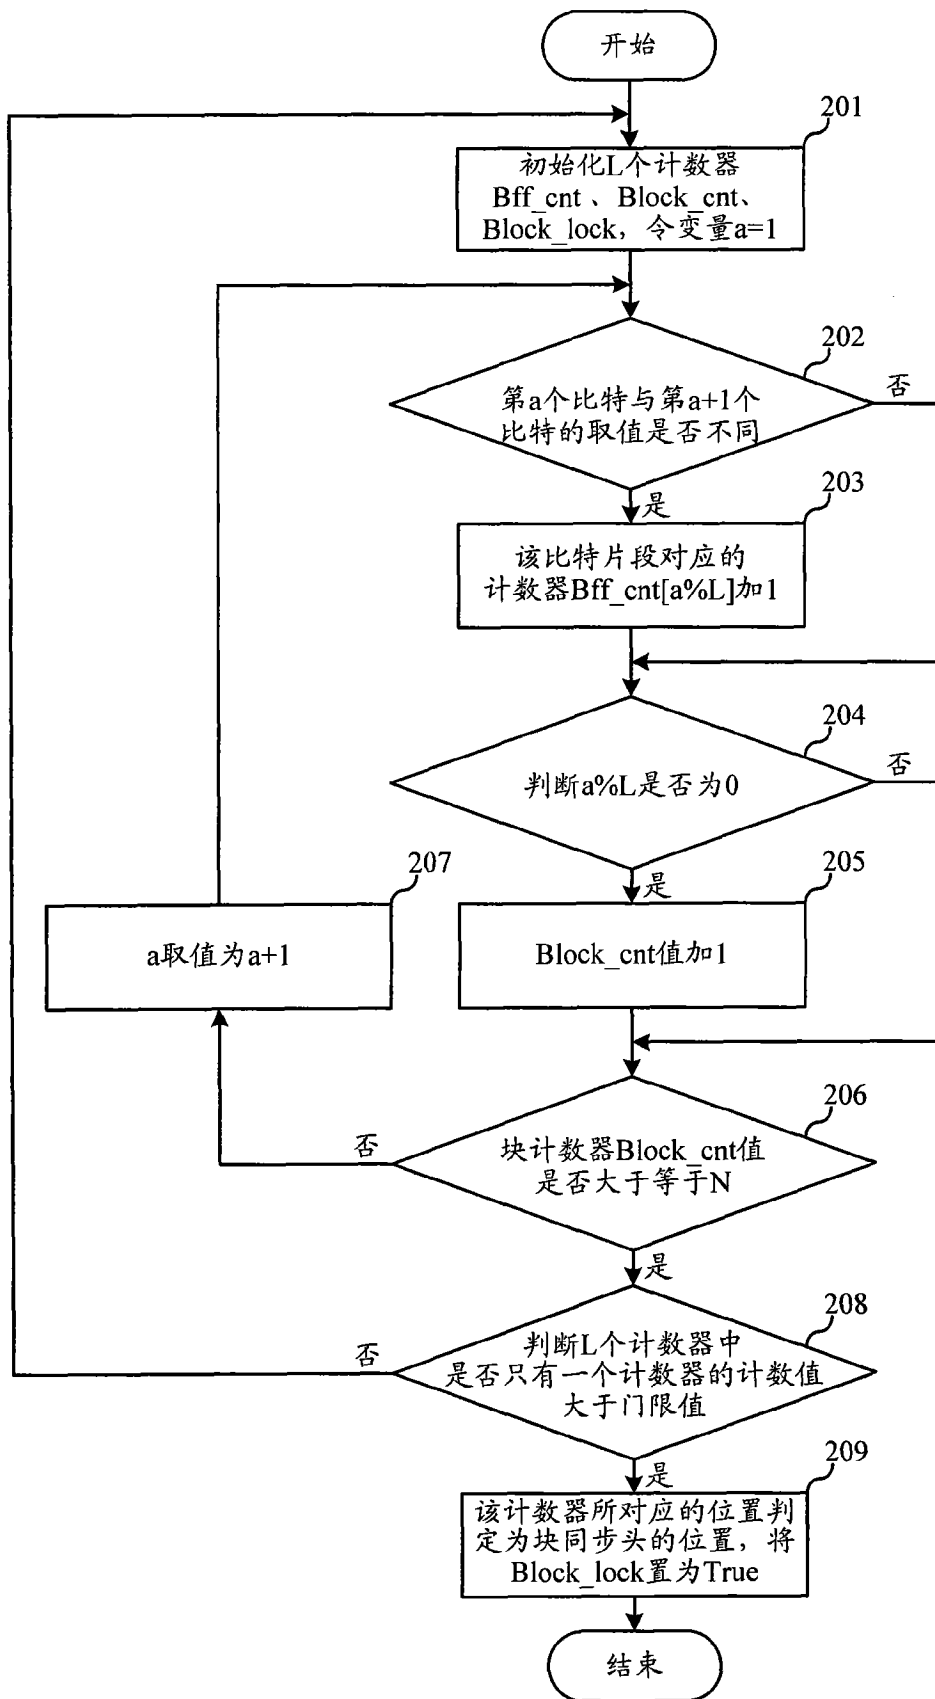 开始
201
初始化L个计数器
Bff_cnt 、Block_cnt、
Block_lock，令变量a=1
202
否
第a个比特与第a+1个
比特的取值是否不同
是
203
该比特片段对应的
计数器Bff_cnt[a%L]加1
204
否
判断a%L是否为0
是
205
207
a取值为a+1
Block_cnt值加1
206
否
块计数器Block_cnt值
是否大于等于N
是
208
否
判断L个计数器中
是否只有一个计数器的计数值
大于门限值
是
209
该计数器所对应的位置判
定为块同步头的位置，将
Block_lock置为True
结束